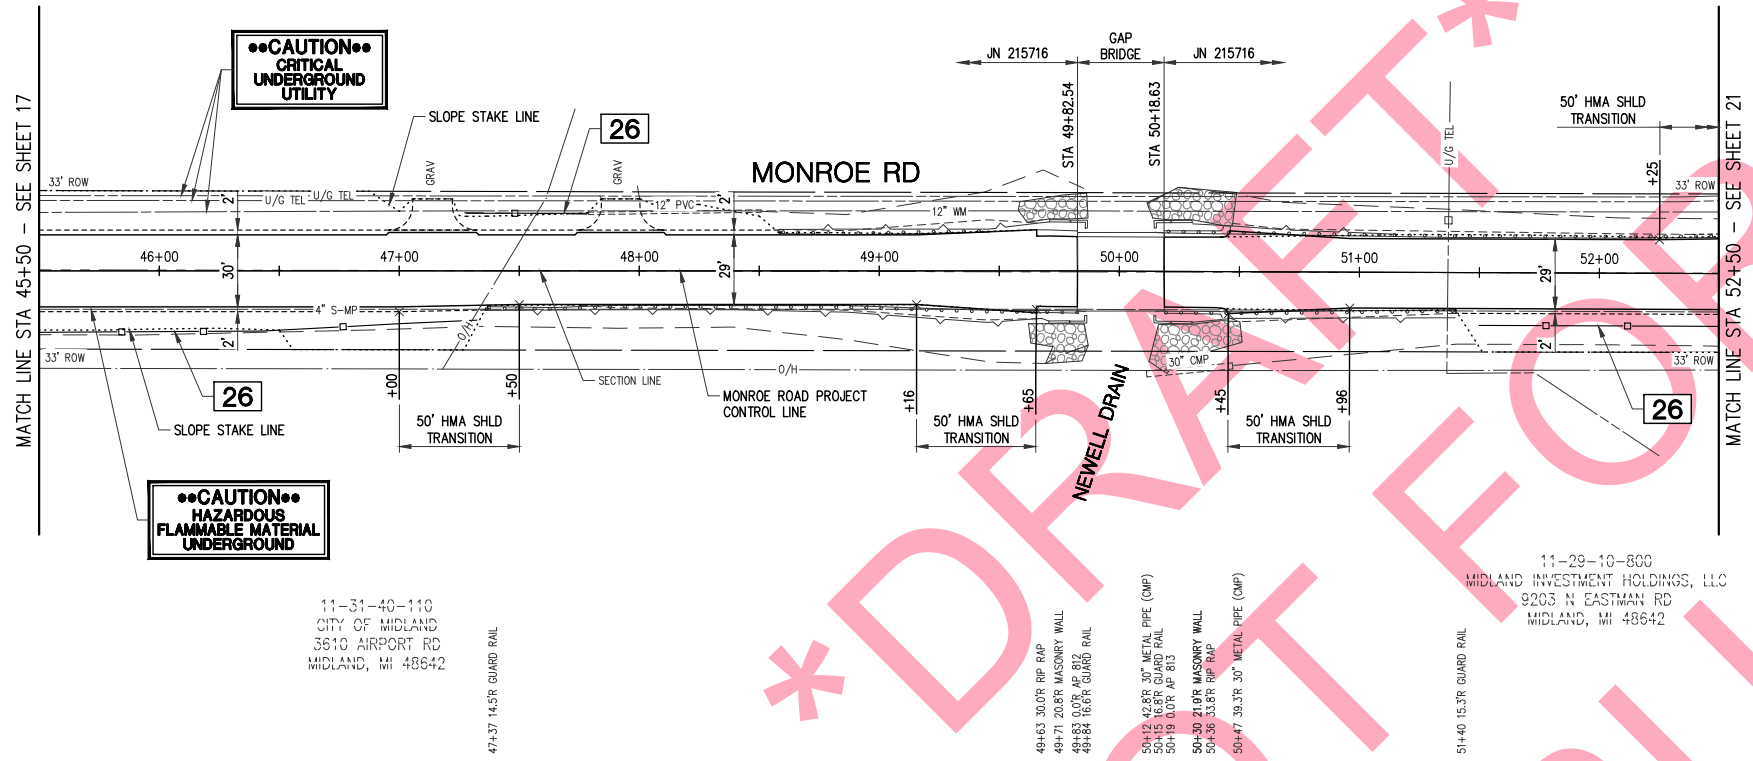 MATCH LINE STA 45+50 - SEE SHEET 17
MATCH LINE STA 52+50 - SEE SHEET 21
••CAUTION••
CRITICAL
UNDERGROUND
UTILITY
SLOPE STAKE LINE
26
GRAV
GRAV
MONROE RD
JN 215716
GAP
BRIDGE
JN 215716
STA 49+82.54
STA 50+18.63
50' HMA SHLD
TRANSITION
+25
U/G TEL
33' ROW
U/G TEL
U/G TEL
12" PVC
12" WM
33' ROW
2'
2'
46+00
47+00
48+00
49+00
50+00
51+00
52+00
30'
29'
29'
4" S-MP
2'
2'
33' ROW
O/H
O/H
30" CMP
33' ROW
26
SLOPE STAKE LINE
SECTION LINE
MONROE ROAD PROJECT
CONTROL LINE
+00
+50
+16
+65
+45
+96
50' HMA SHLD
TRANSITION
50' HMA SHLD
TRANSITION
50' HMA SHLD
TRANSITION
NEWELL DRAIN
26
••CAUTION••
HAZARDOUS
FLAMMABLE MATERIAL
UNDERGROUND
11-31-40-110
CITY OF MIDLAND
3610 AIRPORT RD
MIDLAND, MI 48642
11-29-10-800
MIDLAND INVESTMENT HOLDINGS, LLC
9203 N EASTMAN RD
MIDLAND, MI 48642
47+37 14.5'R GUARD RAIL
49+63 30.0'R RIP RAP
49+71 20.8'R MASONRY WALL
49+83 0.0'R AP 812
49+84 16.6'R GUARD RAIL
50+12 42.8'R 30" METAL PIPE (CMP)
50+15 16.8'R GUARD RAIL
50+19 0.0'R AP 813
50+30 21.9'R MASONRY WALL
50+36 33.8'R RIP RAP
50+47 39.3'R 30" METAL PIPE (CMP)
51+40 15.3'R GUARD RAIL
*DRAFT*